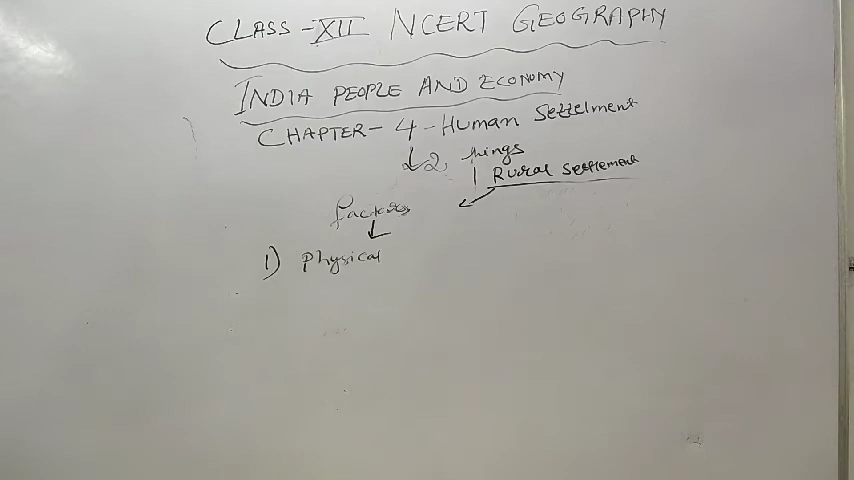 CLASS -XII NCERT GEOGRAPHY
INDIA PEOPLE AND ECONOMY
CHAPTER- 4 - Human Settelment
2, things
1 Rural settlement
factors
1) Physical